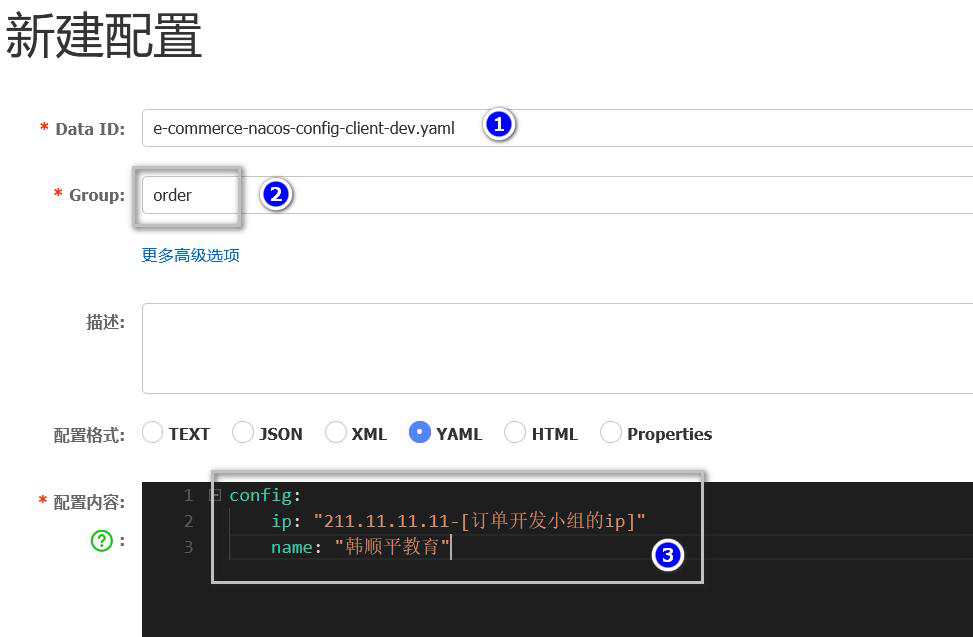 新建配置
* Data ID: e-commerce-nacos-config-client-dev.yaml 1
* Group: order 2
更多高级选项
描述:
配置格式: TEXT JSON XML YAML HTML Properties
* 配置内容: ? :
1 config:
2 ip: "211.11.11.11-[订单开发小组的ip]"
3 name: "韩顺平教育"
3